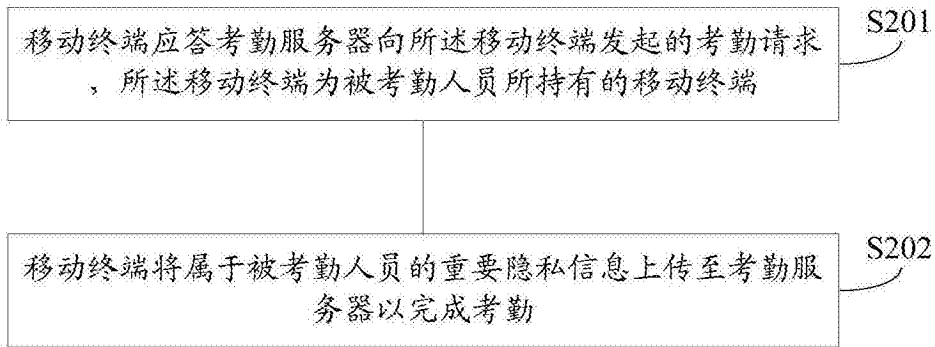 移动终端应答考勤服务器向所述移动终端发起的考勤请求
、所述移动终端为被考勤人员所持有的移动终端
S201
移动终端将属于被考勤人员的重要隐私信息上传至考勤服
务器以完成考勤
S202